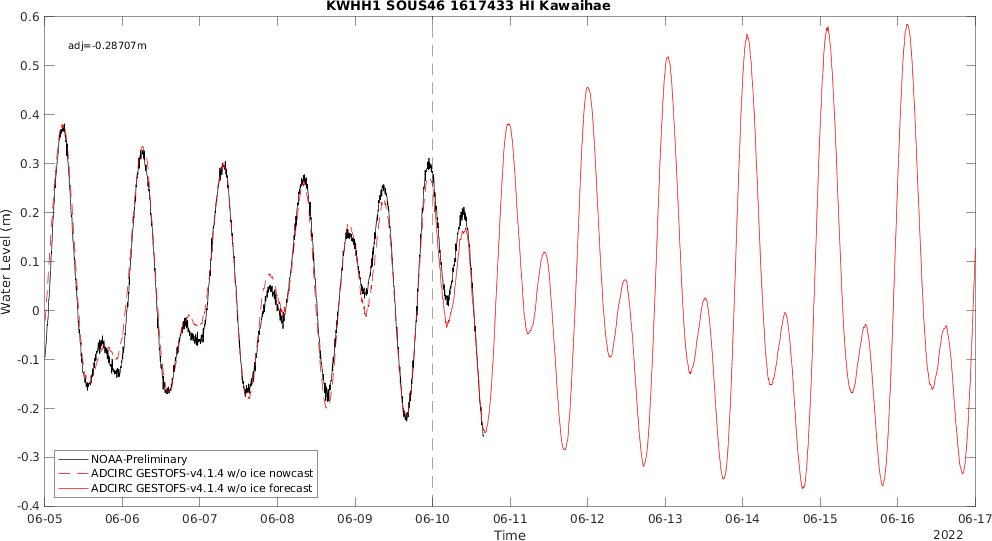 KWHH1 SOUS46 1617433 HI Kawaihae
adj=-0.28707m
0.6
0.5
0.4
0.3
0.2
0.1
0
-0.1
-0.2
-0.3
-0.4
Water Level (m)
NOAA-Preliminary
ADCIRC GESTOFS-v4.1.4 w/o ice nowcast
ADCIRC GESTOFS-v4.1.4 w/o ice forecast
06-05 06-06 06-07 06-08 06-09 06-10 06-11 06-12 06-13 06-14 06-15 06-16 06-17
Time
2022